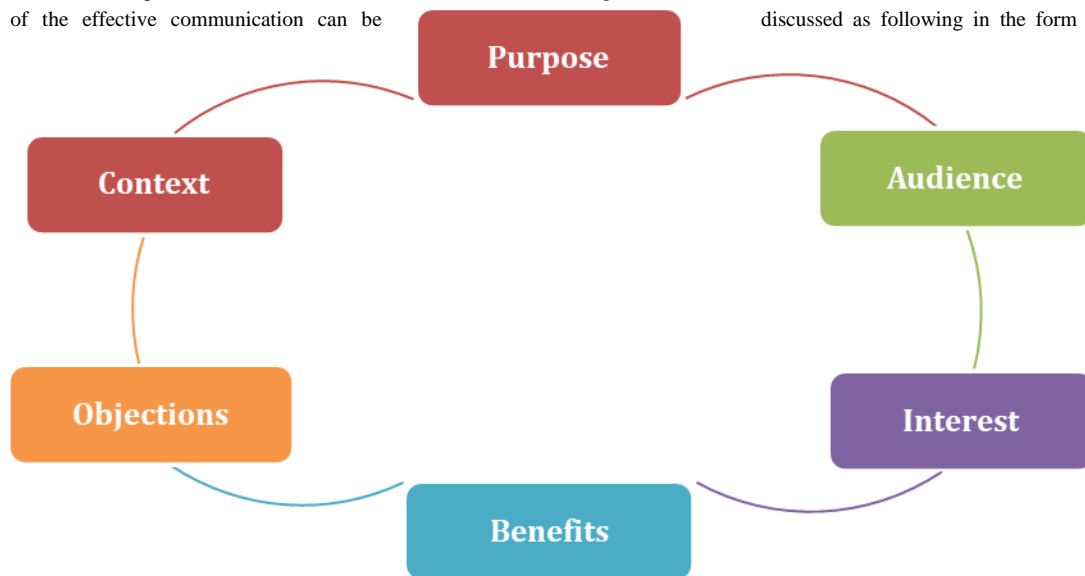 of the effective communication can be discussed as following in the form
Purpose
Context
Audience
Objections
Interest
Benefits